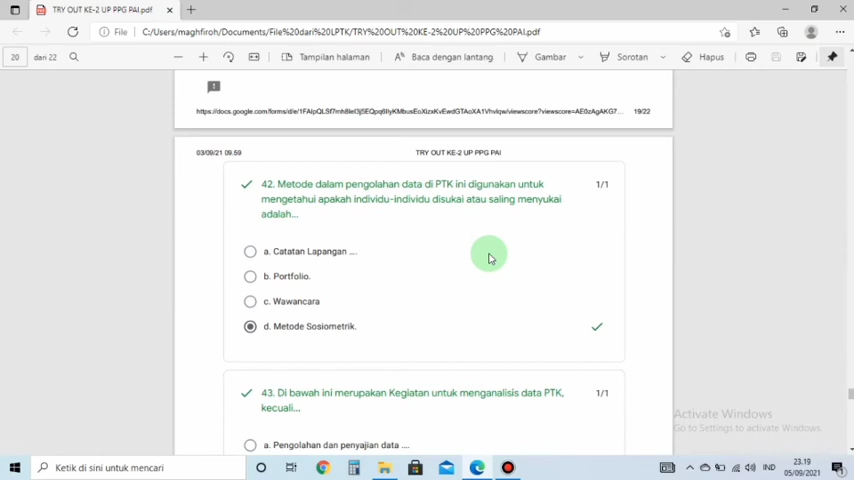 TRY OUT KE-2 UP PPG PAI.pdf
File
C:/Users/maghfiroh/Documents/File%20dari%20LPTK/TRY%20OUT%20KE-2%20UP%20PPG%20PAI.pdf
20 dari 22
Tampilan halaman
Baca dengan lantang
Gambar
Sorotan
Hapus
19/22
03/09/21 09.59
TRY OUT KE-2 UP PPG PAI
42. Metode dalam pengolahan data di PTK ini digunakan untuk 1/1
mengetahui apakah individu-individu disukai atau saling menyukai
adalah...
a. Catatan Lapangan ....
b. Portfolio.
c. Wawancara
d. Metode Sosiometrik.
43. Di bawah ini merupakan Kegiatan untuk menganalisis data PTK, 1/1
kecuali...
a. Pengolahan dan penyajian data ....
Activate Windows
Go to Settings to activate Windows.
Ketik di sini untuk mencari
IND
23.19
05/09/2021